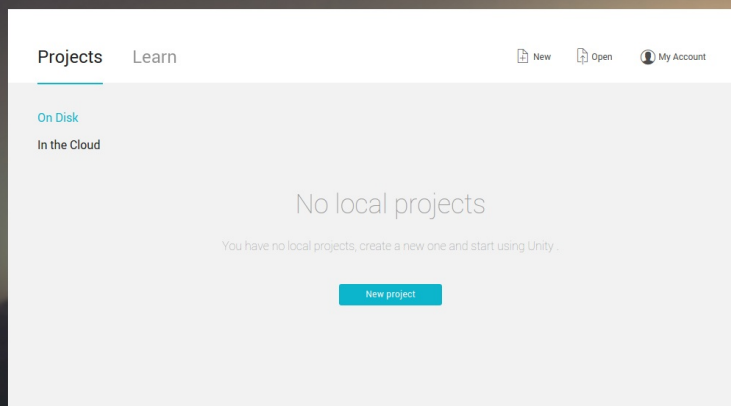 Projects Learn New Open My Account
On Disk
In the Cloud
No local projects
You have no local projects, create a new one and start using Unity .
New project